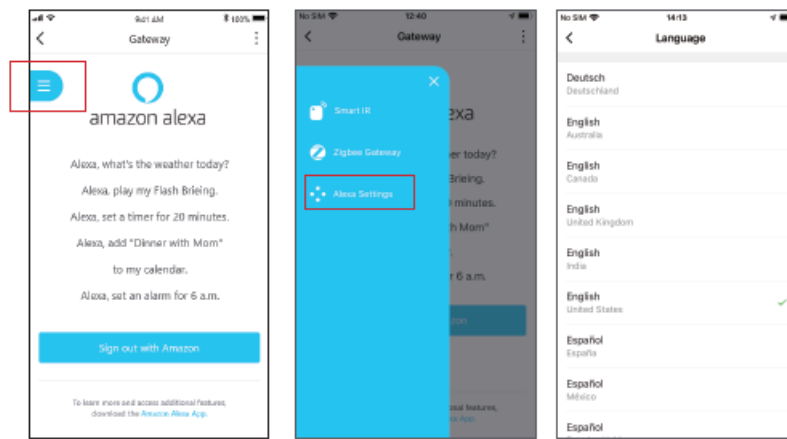 9:41 AM
100%
Gateway
amazon alexa
Alexa, what's the weather today?
Alexa, play my Flash Brieing.
Alexa, set a timer for 20 minutes.
Alexa, add "Dinner with Mom"
to my calendar.
Alexa, set an alarm for 6 a.m.
Sign out with Amazon
To learn more and access additional features,
download the Amazon Alexa App.
No SIM
12:40
Gateway
Smart IR
exa
Zigbee Gateway
er today?
Brieing.
Alexa Settings
minutes.
h Mom"
r 6 a.m.
zon
onal features,
No SIM
14:13
Language
Deutsch
Deutschland
English
Australia
English
Canada
English
United Kingdom
English
India
English
United States
Español
España
Español
México
Español